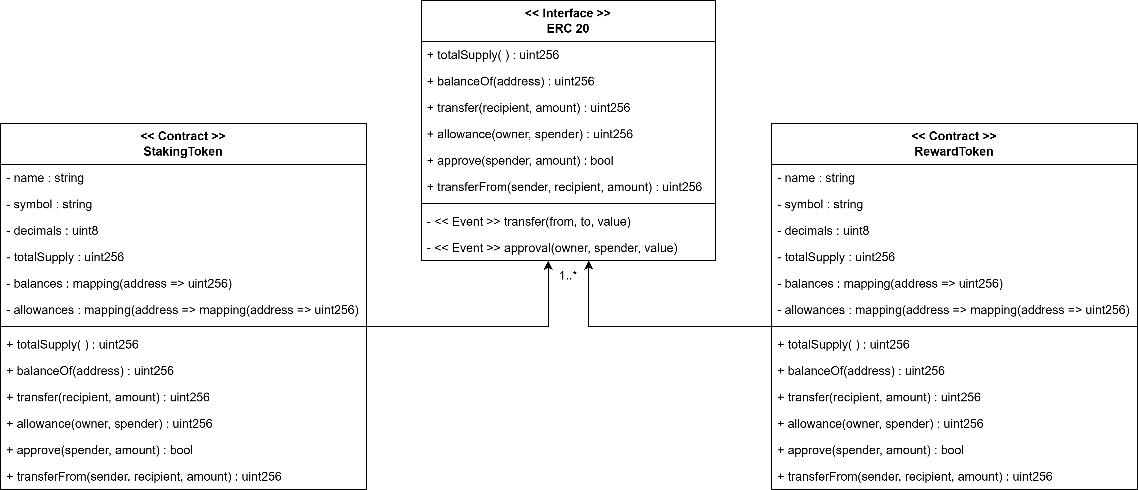 << Interface >>
ERC 20
+ totalSupply( ) : uint256
+ balanceOf(address) : uint256
+ transfer(recipient, amount) : uint256
+ allowance(owner, spender) : uint256
+ approve(spender, amount) : bool
+ transferFrom(sender, recipient, amount) : uint256
- << Event >> transfer(from, to, value)
- << Event >> approval(owner, spender, value)
1..*
<< Contract >>
StakingToken
- name : string
- symbol : string
- decimals : uint8
- totalSupply : uint256
- balances : mapping(address => uint256)
- allowances : mapping(address => mapping(address => uint256)
+ totalSupply( ) : uint256
+ balanceOf(address) : uint256
+ transfer(recipient, amount) : uint256
+ allowance(owner, spender) : uint256
+ approve(spender, amount) : bool
+ transferFrom(sender, recipient, amount) : uint256
<< Contract >>
RewardToken
- name : string
- symbol : string
- decimals : uint8
- totalSupply : uint256
- balances : mapping(address => uint256)
- allowances : mapping(address => mapping(address => uint256)
+ totalSupply( ) : uint256
+ balanceOf(address) : uint256
+ transfer(recipient, amount) : uint256
+ allowance(owner, spender) : uint256
+ approve(spender, amount) : bool
+ transferFrom(sender, recipient, amount) : uint256